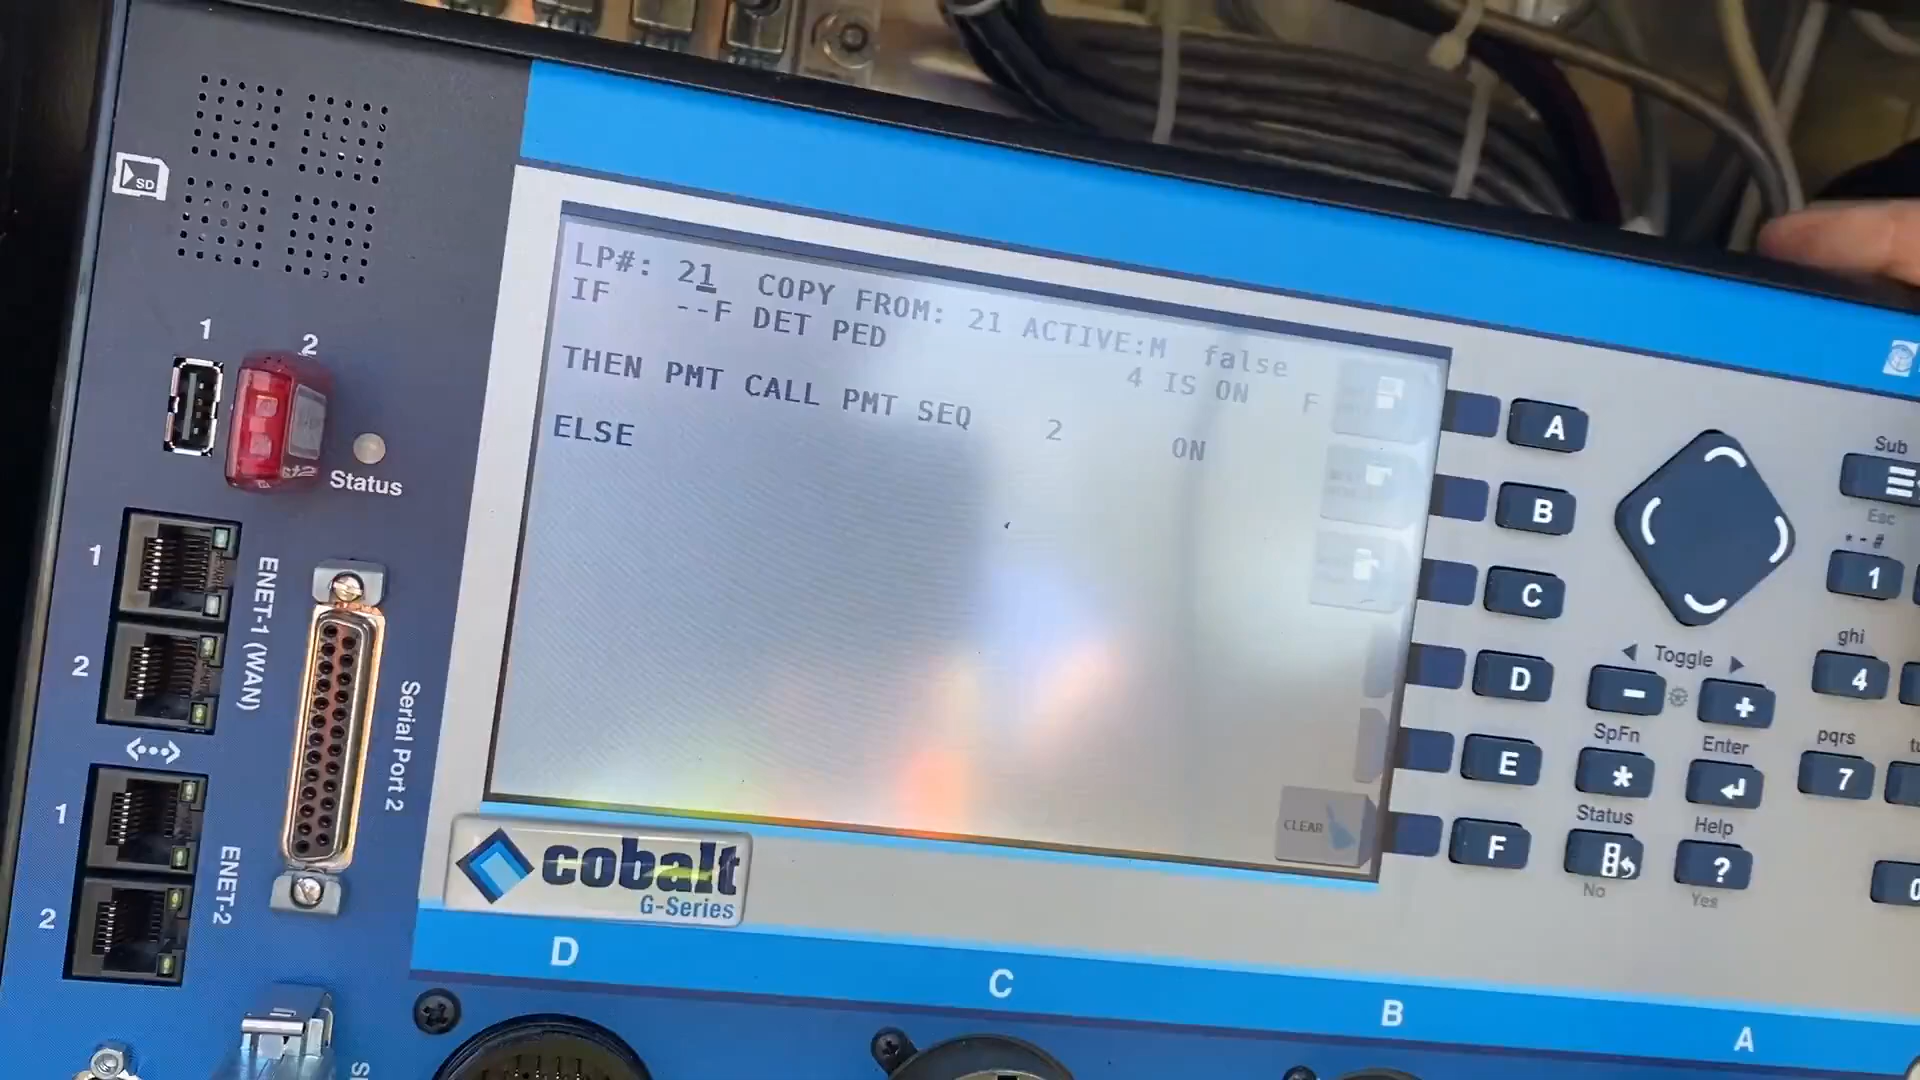 LP#: 21 COPY FROM: 21 ACTIVE:M false
IF --F DET PED 4 IS ON F
THEN PMT CALL PMT SEQ 2 ON
ELSE
CLEAR
SD
1
2
Status
1
2
ENET-1 (WAN)
1
2
ENET-2
Serial Port 2
cobalt
G-Series
A
B
C
D
E
F
Sub
Esc
* - #
1
ghi
4
pqrs
7
0
Toggle
-
+
SpFn
*
Enter
Status
No
Help
?
Yes
D
C
B
A